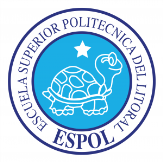 ESCUELA SUPERIOR POLITECNICA DEL LITORAL
ESPOL